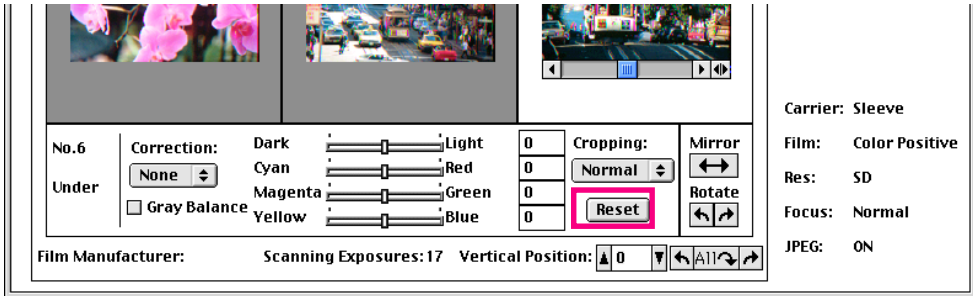 No.6
Under
Correction:
None
Gray Balance
Dark Light 0
Cyan Red 0
Magenta Green 0
Yellow Blue 0
Cropping:
Normal
Reset
Mirror
Rotate
Film Manufacturer: Scanning Exposures:17 Vertical Position: 0 All
Carrier: Sleeve
Film: Color Positive
Res: SD
Focus: Normal
JPEG: ON